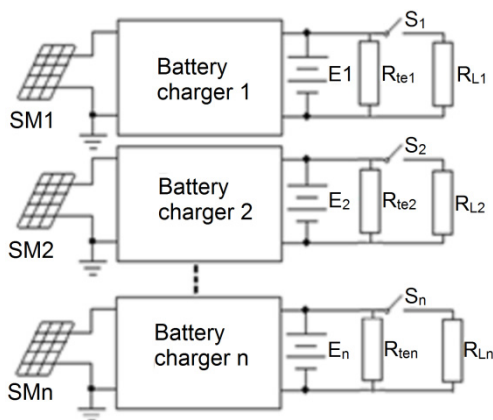 SM1
Battery
charger 1
E1
Rte1
S1
RL1
SM2
Battery
charger 2
E2
Rte2
S2
RL2
SMn
Battery
charger n
En
Rten
Sn
RLn